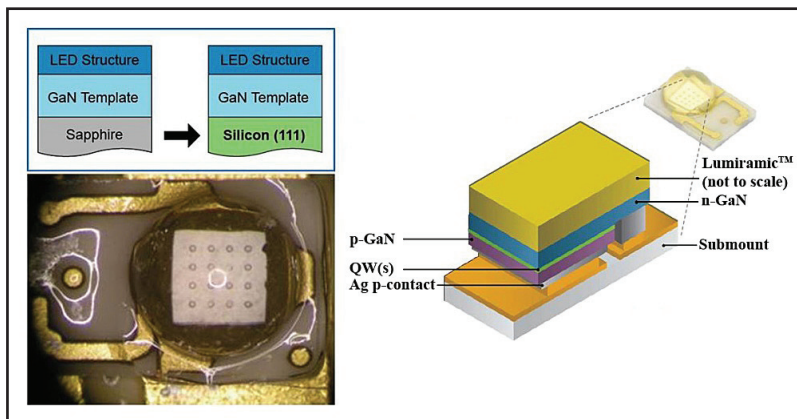 LED Structure
GaN Template
Sapphire
LED Structure
GaN Template
Silicon (111)
Lumiramic™
(not to scale)
n-GaN
Submount
p-GaN
QW(s)
Ag p-contact